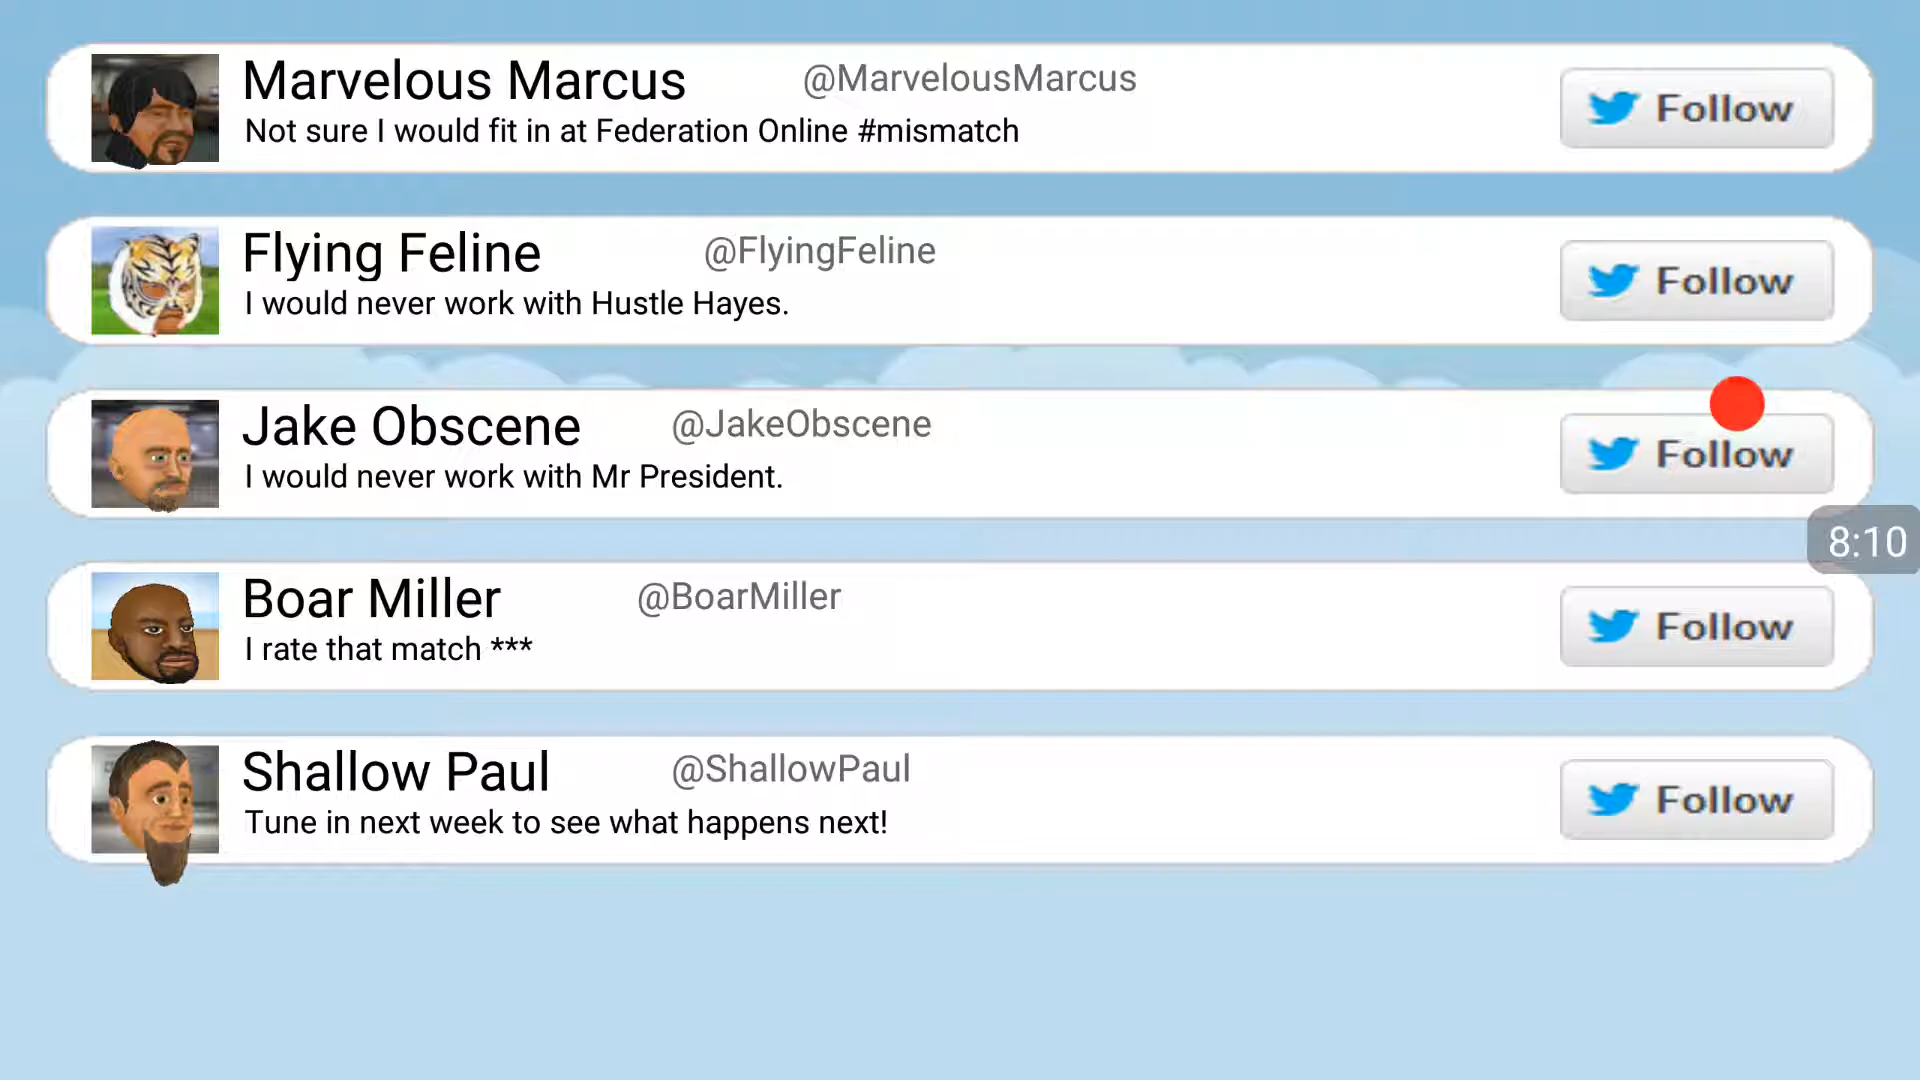 Marvelous Marcus @MarvelousMarcus
Not sure I would fit in at Federation Online #mismatch
Follow
Flying Feline @FlyingFeline
I would never work with Hustle Hayes.
Follow
Jake Obscene @JakeObscene
I would never work with Mr President.
Follow
8:10
Boar Miller @BoarMiller
I rate that match ***
Follow
Shallow Paul @ShallowPaul
Tune in next week to see what happens next!
Follow